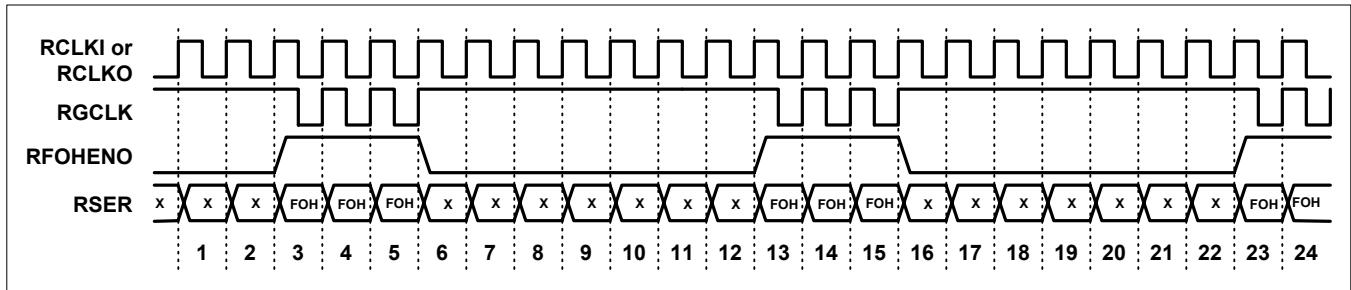 RCLKI or
RCLKO
RGCLK
RFOHENO
RSER X X X FOH FOH FOH X X X X X X X FOH FOH FOH X X X X X X X FOH FOH
1 2 3 4 5 6 7 8 9 10 11 12 13 14 15 16 17 18 19 20 21 22 23 24